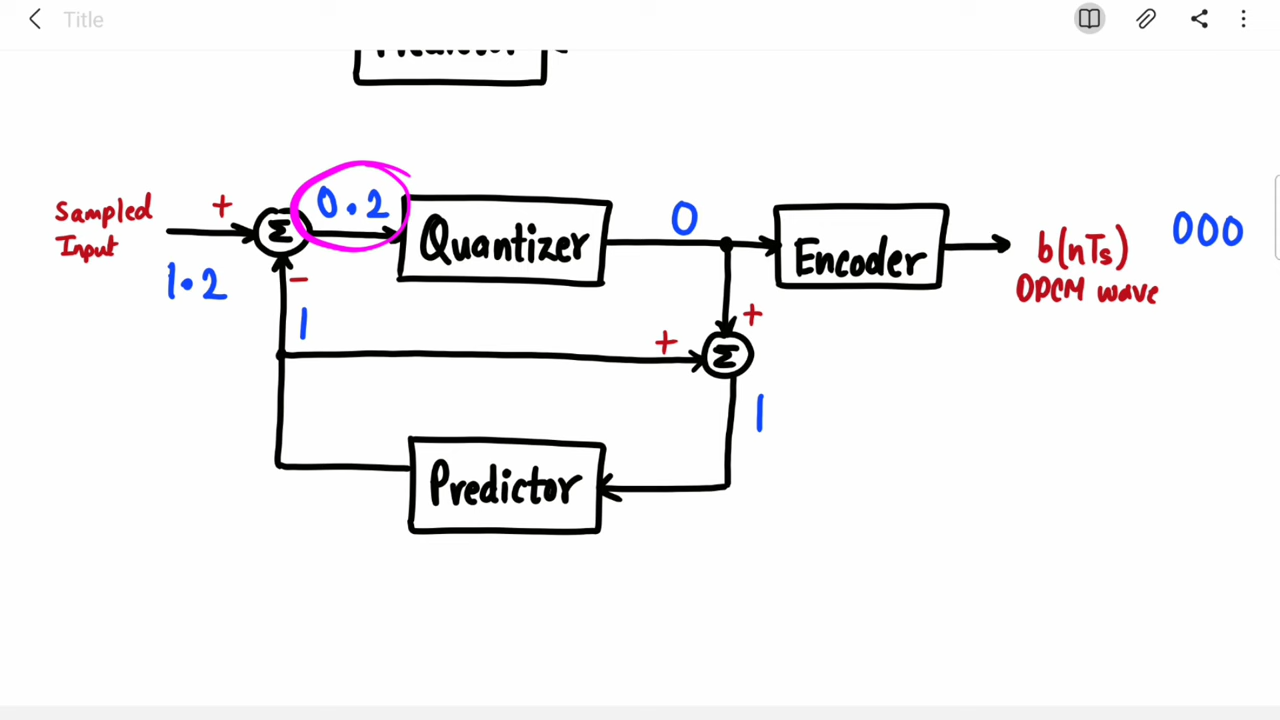 Title
Sampled
Input
+
Σ
0.2
Quantizer
0
Encoder
b(nTs)
DPCM wave
000
1.2
−
1
+
+
Σ
1
Predictor